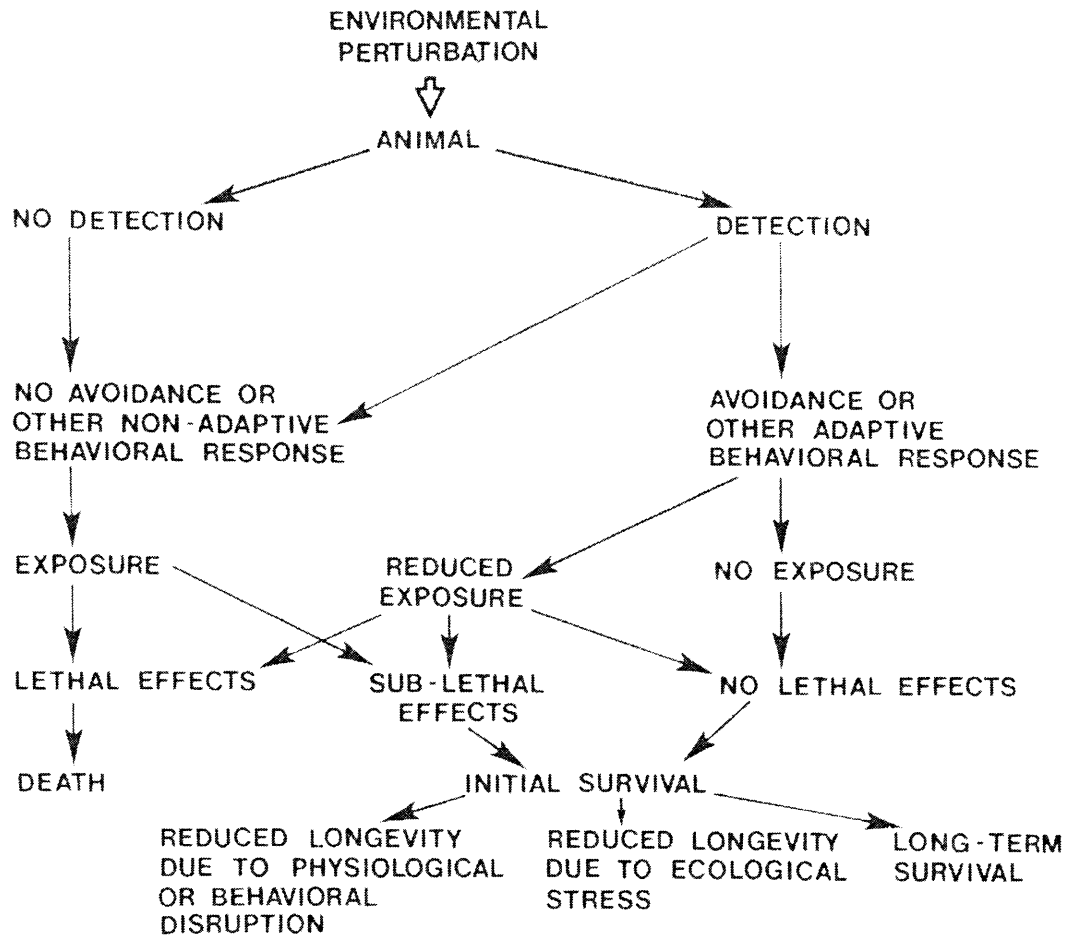 ENVIRONMENTAL
PERTURBATION
ANIMAL
NO DETECTION
DETECTION
NO AVOIDANCE OR
OTHER NON-ADAPTIVE
BEHAVIORAL RESPONSE
AVOIDANCE OR
OTHER ADAPTIVE
BEHAVIORAL RESPONSE
EXPOSURE
REDUCED
EXPOSURE
NO EXPOSURE
LETHAL EFFECTS
SUB-LETHAL
EFFECTS
NO LETHAL EFFECTS
DEATH
INITIAL SURVIVAL
REDUCED LONGEVITY
DUE TO PHYSIOLOGICAL
OR BEHAVIORAL
DISRUPTION
REDUCED LONGEVITY
DUE TO ECOLOGICAL
STRESS
LONG-TERM
SURVIVAL